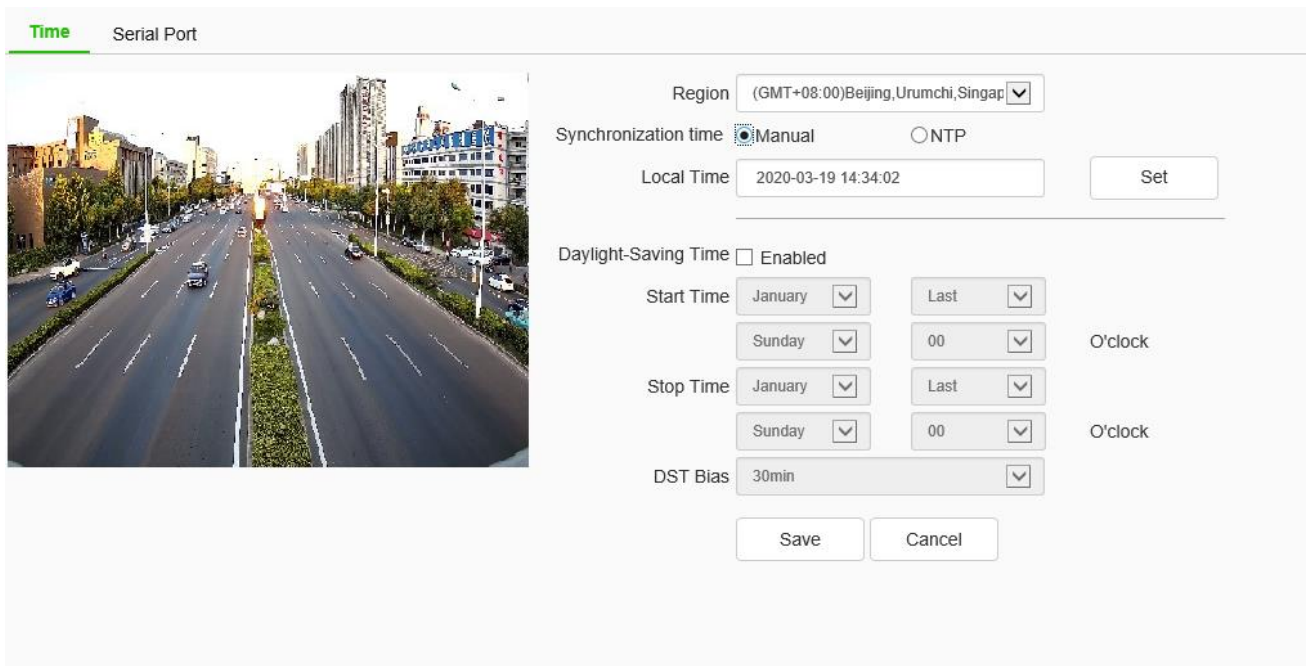 Time Serial Port
Region (GMT+08:00)Beijing,Urumchi,Singap
Synchronization time Manual NTP
Local Time 2020-03-19 14:34:02 Set
Daylight-Saving Time Enabled
Start Time January Last
Sunday 00 O'clock
Stop Time January Last
Sunday 00 O'clock
DST Bias 30min
Save Cancel